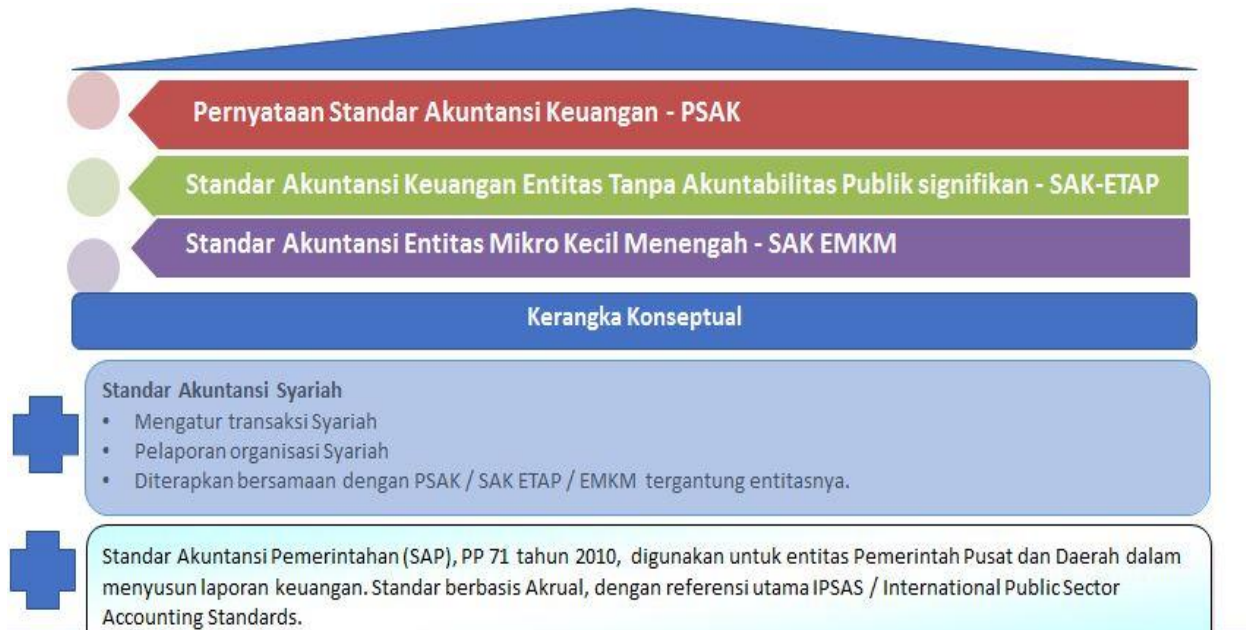 Pernyataan Standar Akuntansi Keuangan - PSAK
Standar Akuntansi Keuangan Entitas Tanpa Akuntabilitas Publik signifikan - SAK-ETAP
Standar Akuntansi Entitas Mikro Kecil Menengah - SAK EMKM
Kerangka Konseptual
Standar Akuntansi Syariah
• Mengatur transaksi Syariah
• Pelaporan organisasi Syariah
• Diterapkan bersamaan dengan PSAK / SAK ETAP / EMKM tergantung entitasnya.
Standar Akuntansi Pemerintahan (SAP), PP 71 tahun 2010, digunakan untuk entitas Pemerintah Pusat dan Daerah dalam
menyusun laporan keuangan. Standar berbasis Akrual, dengan referensi utama IPSAS / International Public Sector
Accounting Standards.